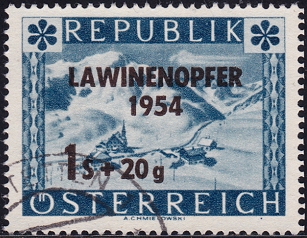 REPUBLIK
LAWINENOPFER
1954
1S + 20g
ÖSTERREICH
A.CHMIELOWSKI